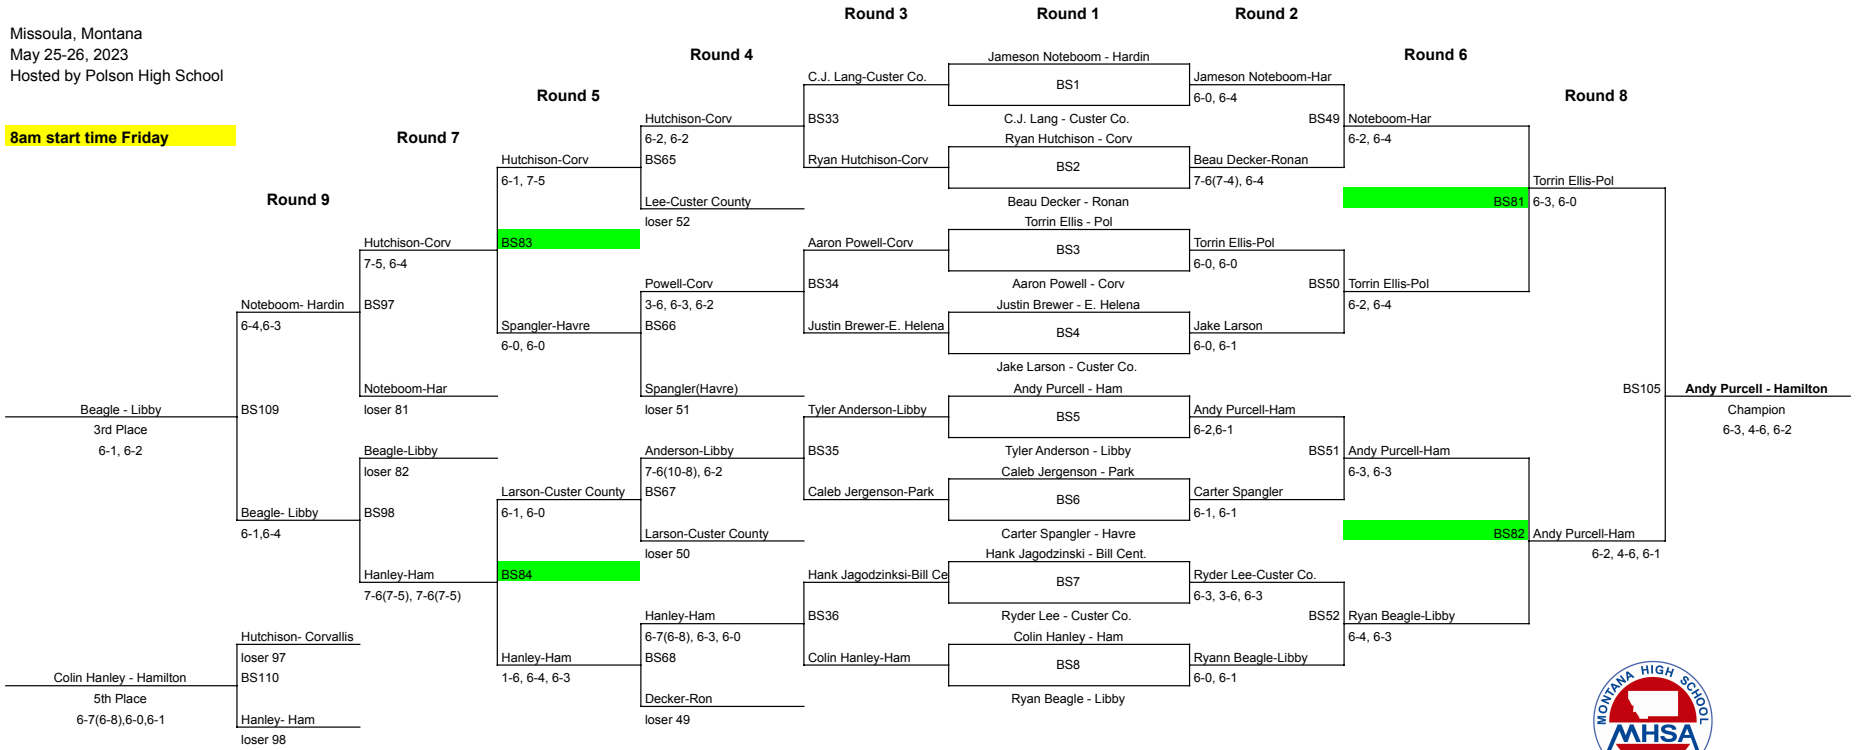 Missoula, Montana
May 25-26, 2023
Hosted by Polson High School
8am start time Friday
Round 9
Noteboom- Hardin
6-4,6-3
Beagle - Libby
3rd Place
6-1, 6-2
BS109
Beagle- Libby
6-1,6-4
Hutchison- Corvallis
loser 97
Colin Hanley - Hamilton
5th Place
6-7(6-8),6-0,6-1
BS110
Hanley- Ham
loser 98
Round 7
Hutchison-Corv
7-5, 6-4
BS97
Noteboom-Har
loser 81
Beagle-Libby
loser 82
BS98
Hanley-Ham
7-6(7-5), 7-6(7-5)
Round 5
Hutchison-Corv
6-1, 7-5
BS83
Spangler-Havre
6-0, 6-0
Larson-Custer County
6-1, 6-0
BS84
Hanley-Ham
1-6, 6-4, 6-3
Round 4
Hutchison-Corv
6-2, 6-2
BS65
Lee-Custer County
loser 52
Powell-Corv
3-6, 6-3, 6-2
BS66
Spangler(Havre)
loser 51
Anderson-Libby
7-6(10-8), 6-2
BS67
Larson-Custer County
loser 50
Hanley-Ham
6-7(6-8), 6-3, 6-0
BS68
Decker-Ron
loser 49
Round 3
C.J. Lang-Custer Co.
BS33
Ryan Hutchison-Corv
Aaron Powell-Corv
BS34
Justin Brewer-E. Helena
Tyler Anderson-Libby
BS35
Caleb Jergenson-Park
Hank Jagodzinksi-Bill Ce
BS36
Colin Hanley-Ham
Round 1
Jameson Noteboom - Hardin
BS1
C.J. Lang - Custer Co.
Ryan Hutchison - Corv
BS2
Beau Decker - Ronan
Torrin Ellis - Pol
BS3
Aaron Powell - Corv
Justin Brewer - E. Helena
BS4
Jake Larson - Custer Co.
Andy Purcell - Ham
BS5
Tyler Anderson - Libby
Caleb Jergenson - Park
BS6
Carter Spangler - Havre
Hank Jagodzinski - Bill Cent.
BS7
Ryder Lee - Custer Co.
Colin Hanley - Ham
BS8
Ryan Beagle - Libby
Round 2
Jameson Noteboom-Har
6-0, 6-4
BS49
Beau Decker-Ronan
7-6(7-4), 6-4
Torrin Ellis-Pol
6-0, 6-0
BS50
Jake Larson
6-0, 6-1
Andy Purcell-Ham
6-2,6-1
BS51
Carter Spangler
6-1, 6-1
Ryder Lee-Custer Co.
6-3, 3-6, 6-3
BS52
Ryann Beagle-Libby
6-0, 6-1
Round 6
Noteboom-Har
6-2, 6-4
BS81
Torrin Ellis-Pol
6-2, 6-4
Andy Purcell-Ham
6-3, 6-3
BS82
Ryan Beagle-Libby
6-4, 6-3
Round 8
Torrin Ellis-Pol
6-3, 6-0
BS105
Andy Purcell-Ham
6-2, 4-6, 6-1
Andy Purcell - Hamilton
Champion
6-3, 4-6, 6-2
MONTANA HIGH SCHOOL
MHSA